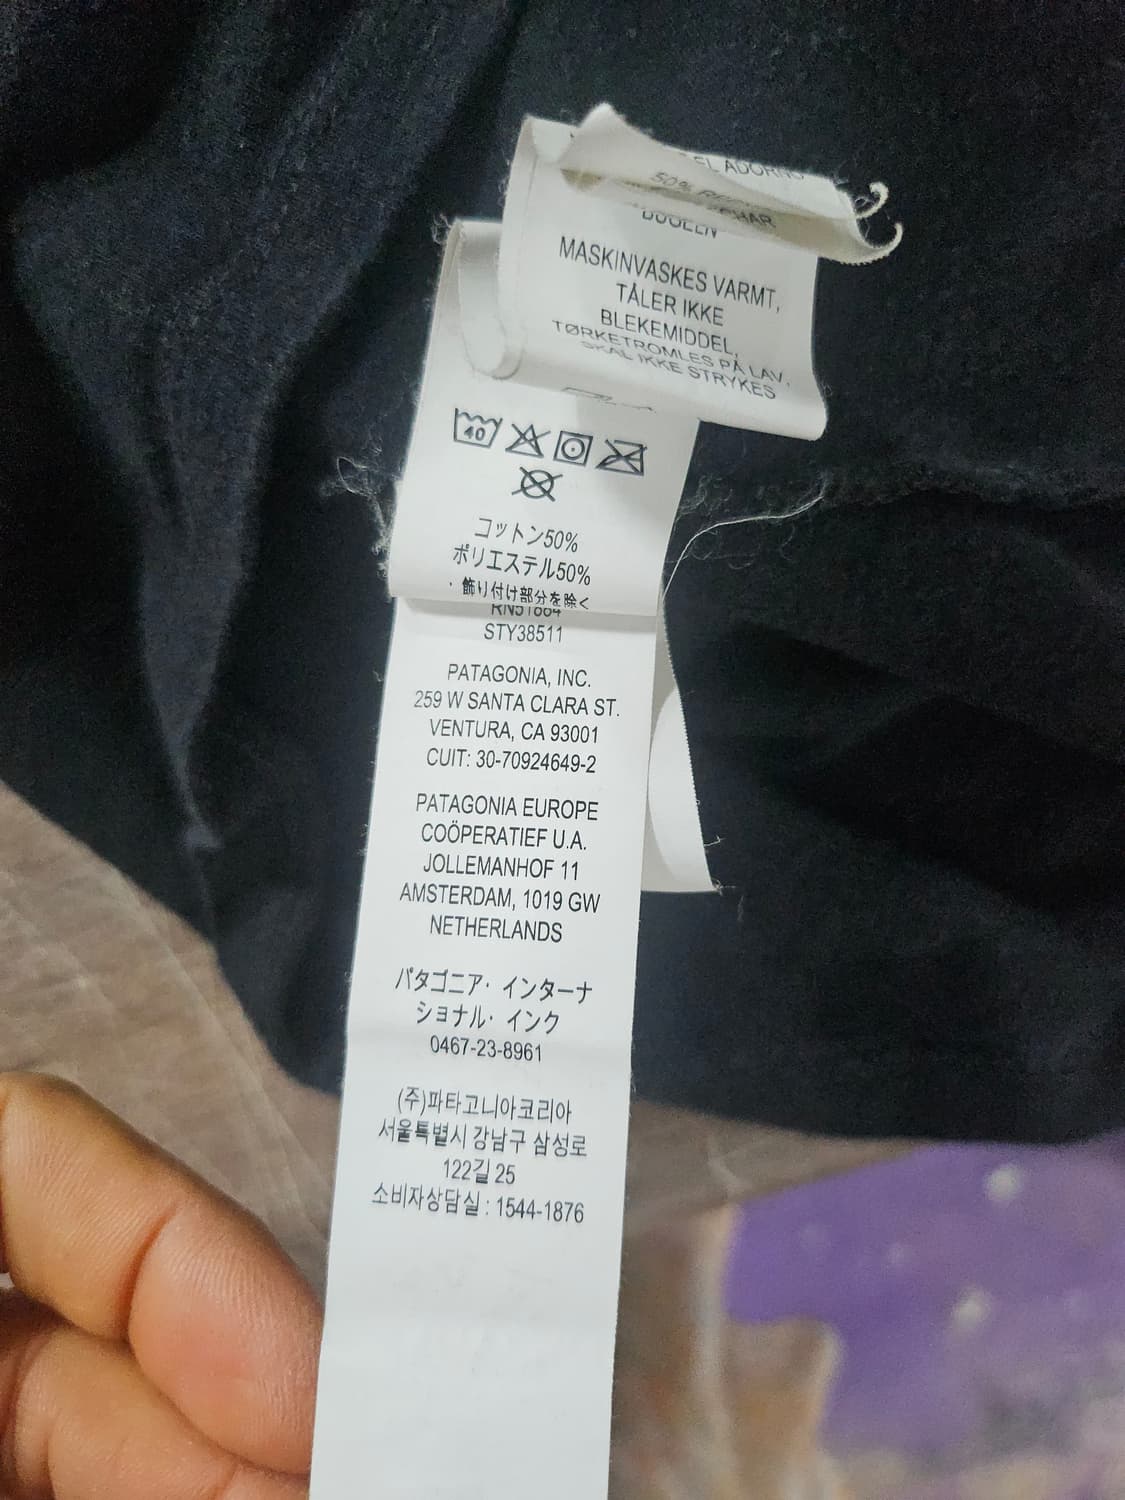 EL ADORNO
50%
MASKINVASKES VARMT,
TÅLER IKKE
BLEKEMIDDEL,
TØRKETROMLES PÅ LAV,
SKAL IKKE STRYKES
40
コットン50%
ポリエステル50%
・飾り付け部分を除く
RN51884
STY38511
PATAGONIA, INC.
259 W SANTA CLARA ST.
VENTURA, CA 93001
CUIT: 30-70924649-2
PATAGONIA EUROPE
COÖPERATIEF U.A.
JOLLEMANHOF 11
AMSTERDAM, 1019 GW
NETHERLANDS
パタゴニア・インターナ
ショナル・インク
0467-23-8961
(주)파타고니아코리아
서울특별시 강남구 삼성로
122길 25
소비자상담실 : 1544-1876